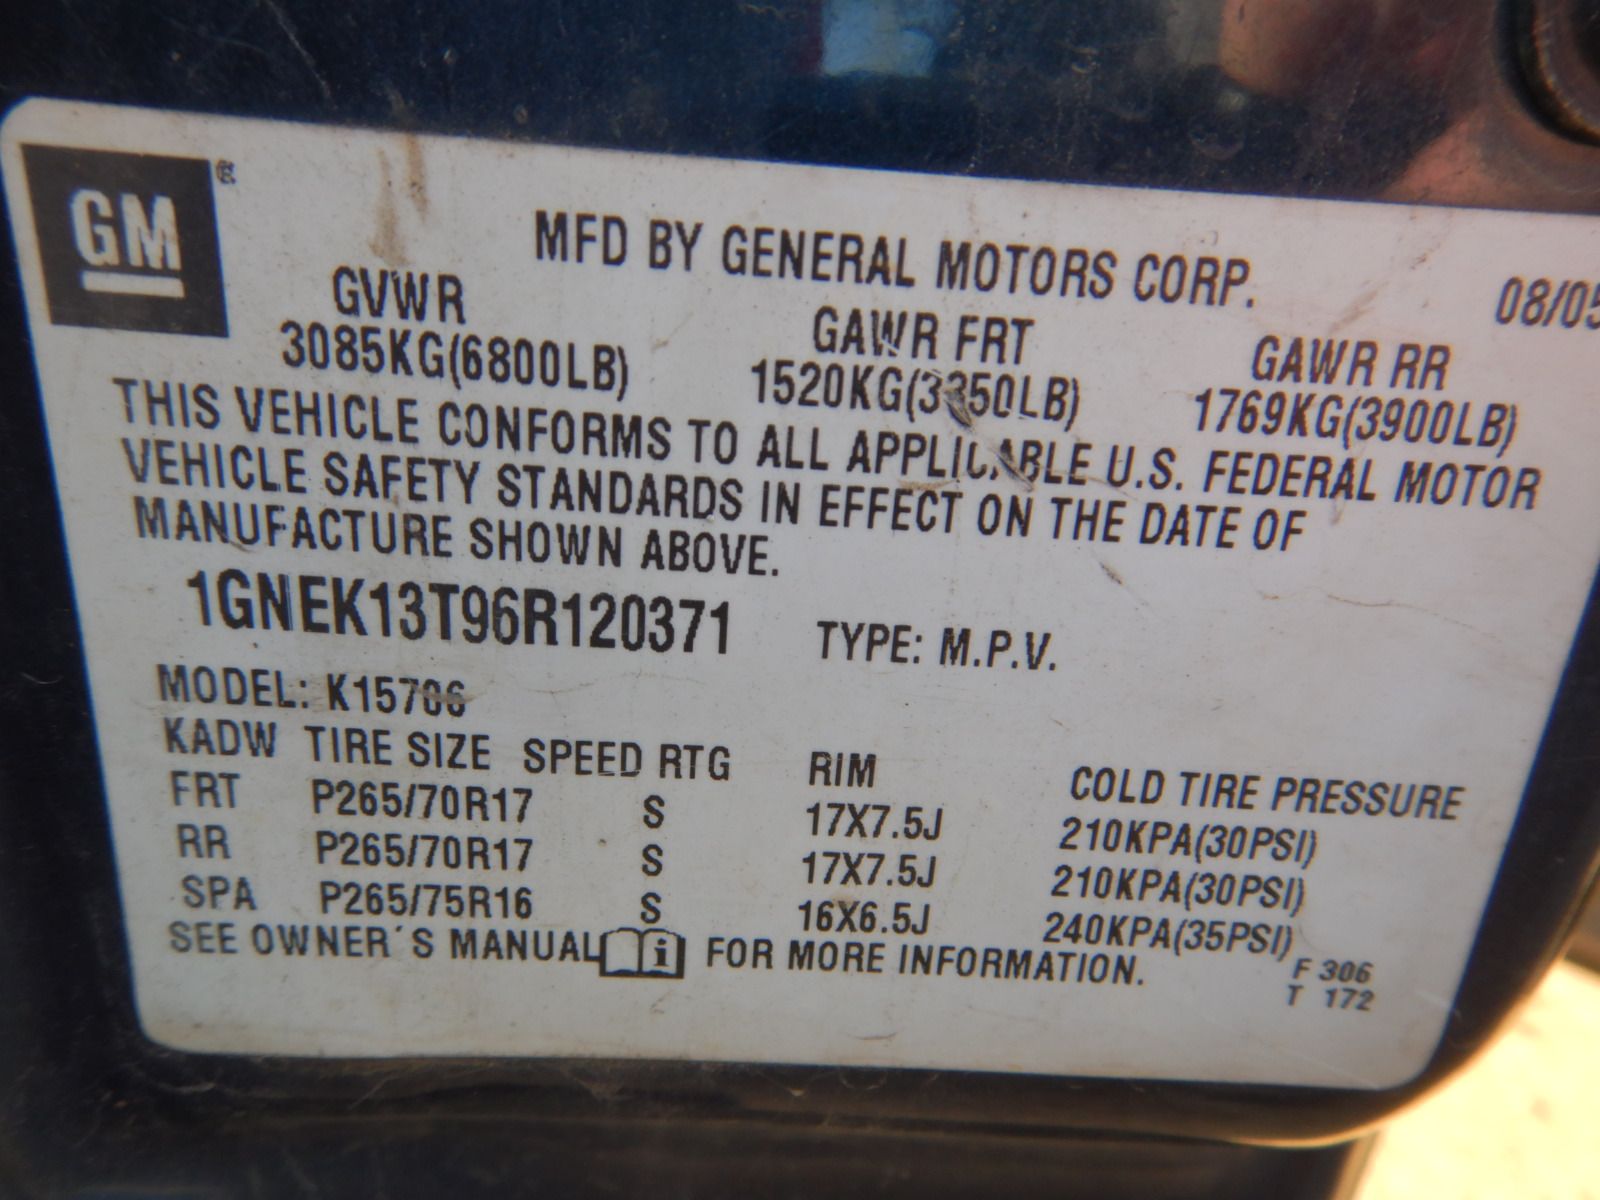 GM
MFD BY GENERAL MOTORS CORP. 08/05
GVWR GAWR FRT GAWR RR
3085KG(6800LB) 1520KG(3350LB) 1769KG(3900LB)
THIS VEHICLE CONFORMS TO ALL APPLICABLE U.S. FEDERAL MOTOR
VEHICLE SAFETY STANDARDS IN EFFECT ON THE DATE OF
MANUFACTURE SHOWN ABOVE.
1GNEK13T96R120371 TYPE: M.P.V.
MODEL: K15706
KADW TIRE SIZE SPEED RTG RIM COLD TIRE PRESSURE
FRT P265/70R17 S 17X7.5J 210KPA(30PSI)
RR P265/70R17 S 17X7.5J 210KPA(30PSI)
SPA P265/75R16 S 16X6.5J 240KPA(35PSI)
SEE OWNER´S MANUAL i FOR MORE INFORMATION.
F 306
T 172